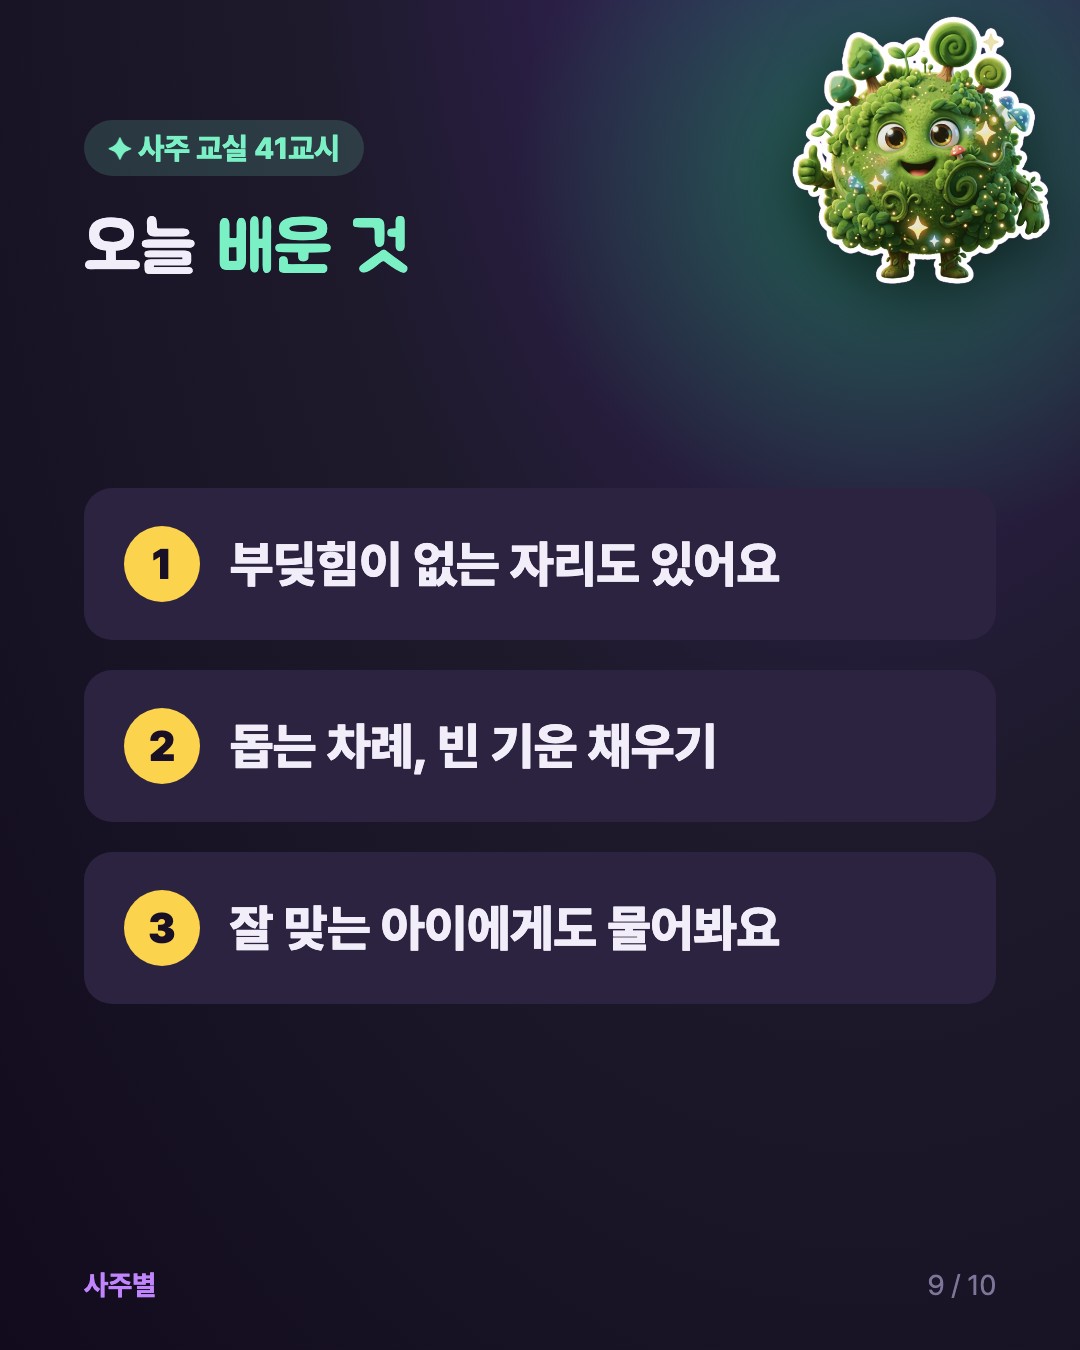 ✦ 사주 교실 41교시
오늘 배운 것
1 부딪힘이 없는 자리도 있어요
2 돕는 차례, 빈 기운 채우기
3 잘 맞는 아이에게도 물어봐요
사주별
9 / 10